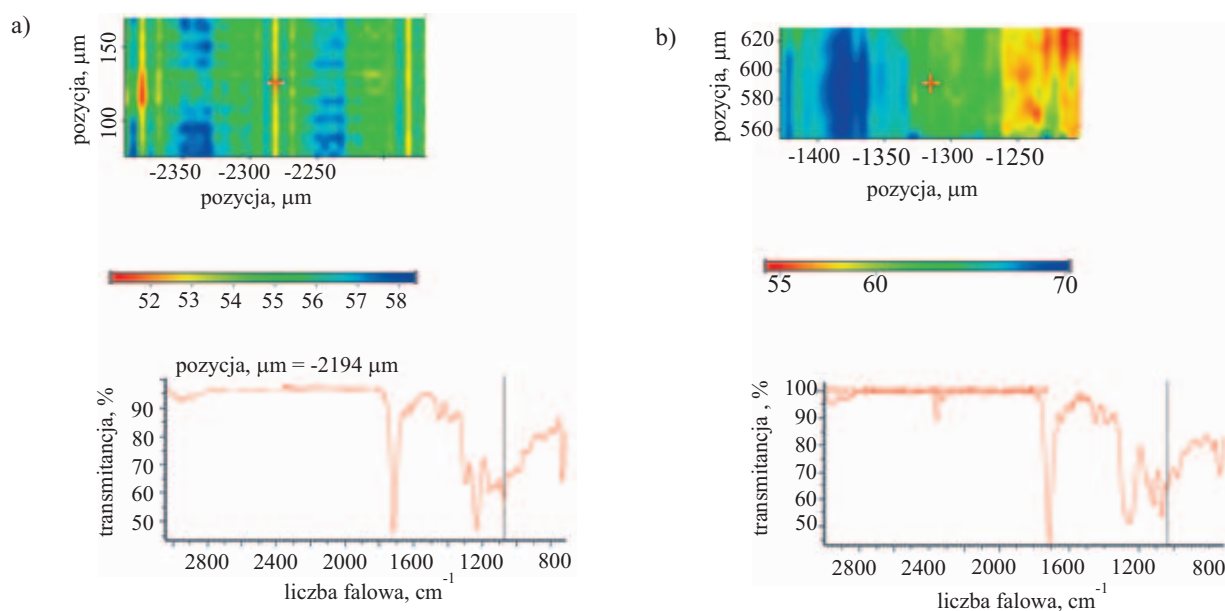 a)
pozycja, μm
150
100
-2350 -2300 -2250
pozycja, μm
52 53 54 55 56 57 58
pozycja, μm = -2194 μm
transmitancja, %
90
80
70
60
50
2800 2400 2000 1600 1200 800
liczba falowa, cm-1
b)
pozycja, μm
620
600
580
560
-1400 -1350 -1300 -1250
pozycja, μm
55 60 70
transmitancja , %
100
90
80
70
60
50
2800 2400 2000 1600 1200 800
liczba falowa, cm-1